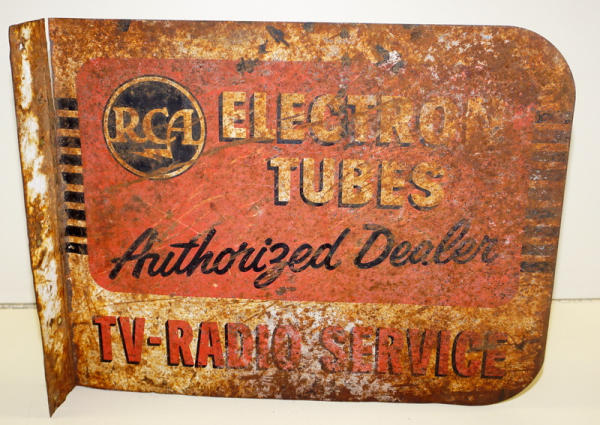 RCA
ELECTRON
TUBES
Authorized Dealer
TV-RADIO SERVICE